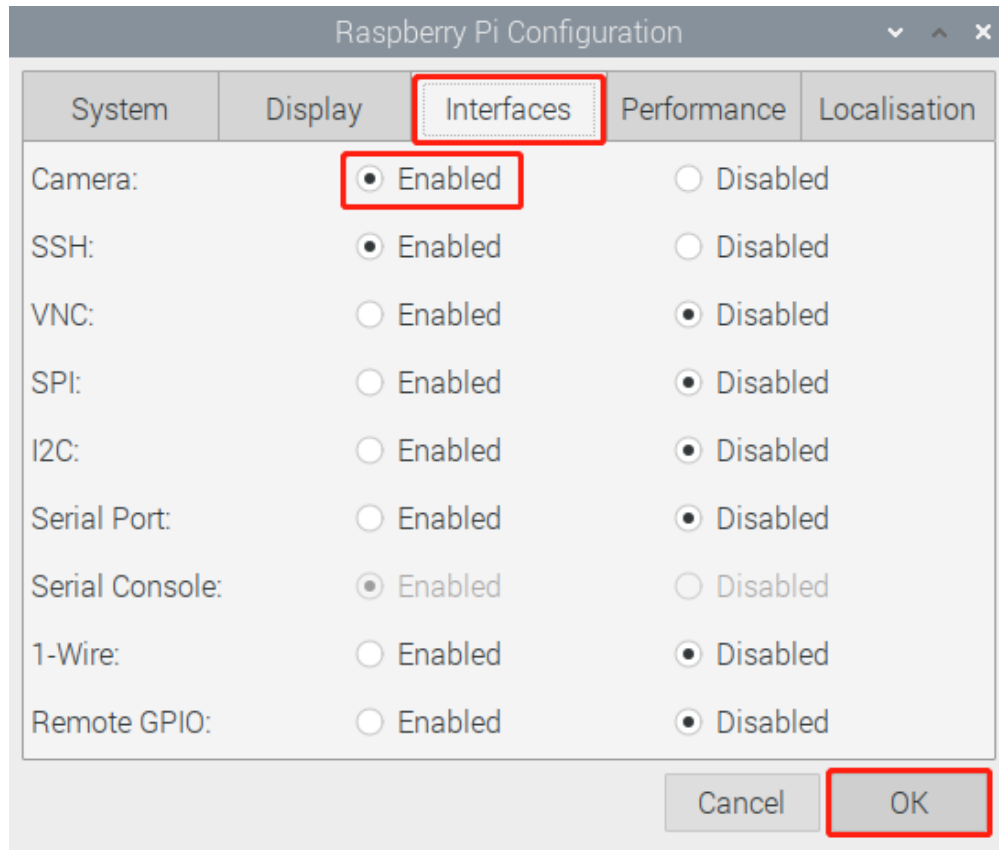 Raspberry Pi Configuration
System Display Interfaces Performance Localisation
Camera: Enabled Disabled
SSH: Enabled Disabled
VNC: Enabled Disabled
SPI: Enabled Disabled
I2C: Enabled Disabled
Serial Port: Enabled Disabled
Serial Console: Enabled Disabled
1-Wire: Enabled Disabled
Remote GPIO: Enabled Disabled
Cancel OK